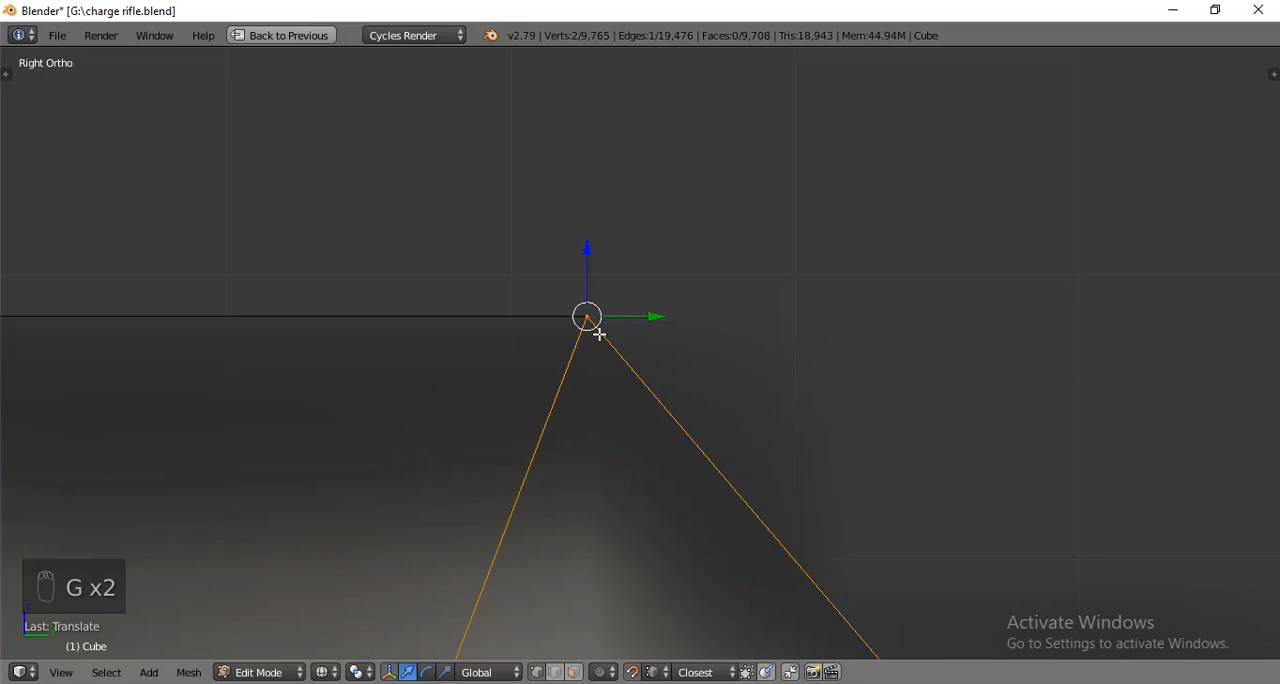 Blender* [G:\charge rifle.blend]
File Render Window Help Back to Previous Cycles Render v2.79 | Verts:2/9,765 | Edges:1/19,476 | Faces:0/9,708 | Tris:18,943 | Mem:44.94M | Cube
Right Ortho
G x2
z
Last: Translate
(1) Cube
Activate Windows
Go to Settings to activate Windows.
View Select Add Mesh Edit Mode Global Closest